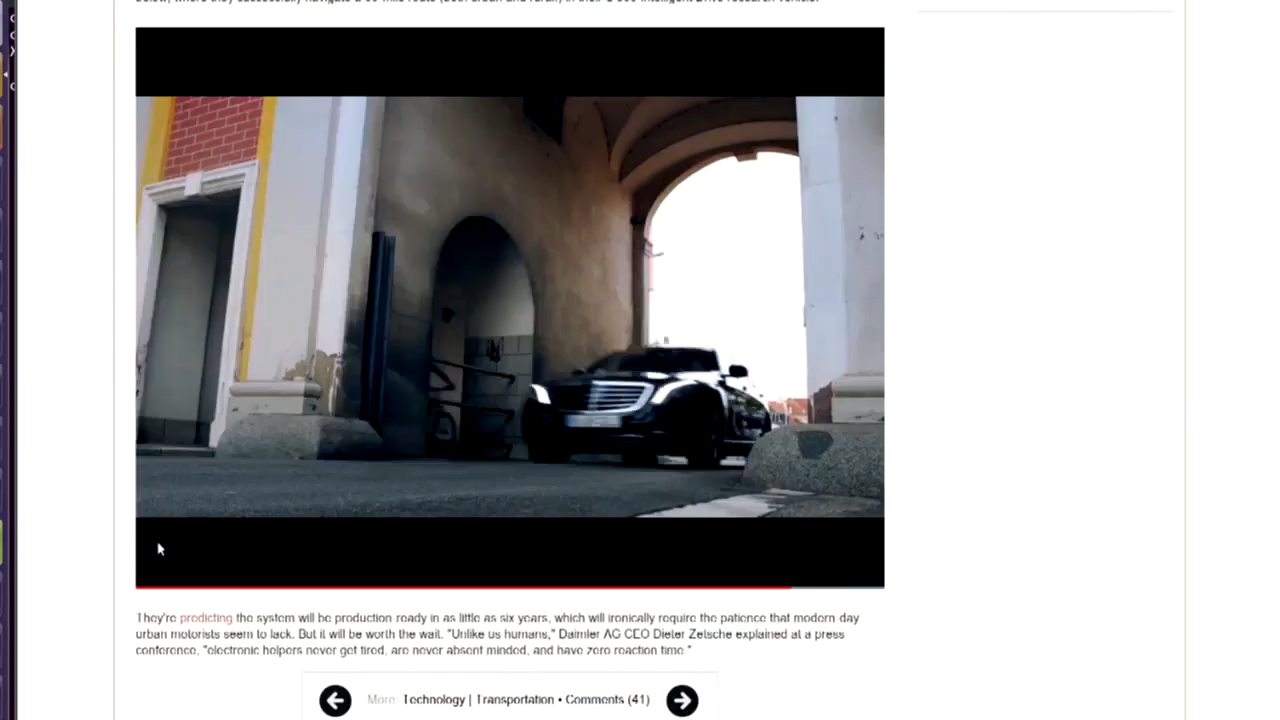 They're predicting the system will be production ready in as little as six years, which will ironically require the patience that modern-day
urban motorists seem to lack. But it will be worth the wait. "Unlike us humans," Daimler AG CEO Dieter Zetsche explained at a press
conference, "electronic helpers never get tired, are never absent minded, and have zero reaction time."
More: Technology | Transportation • Comments (41)